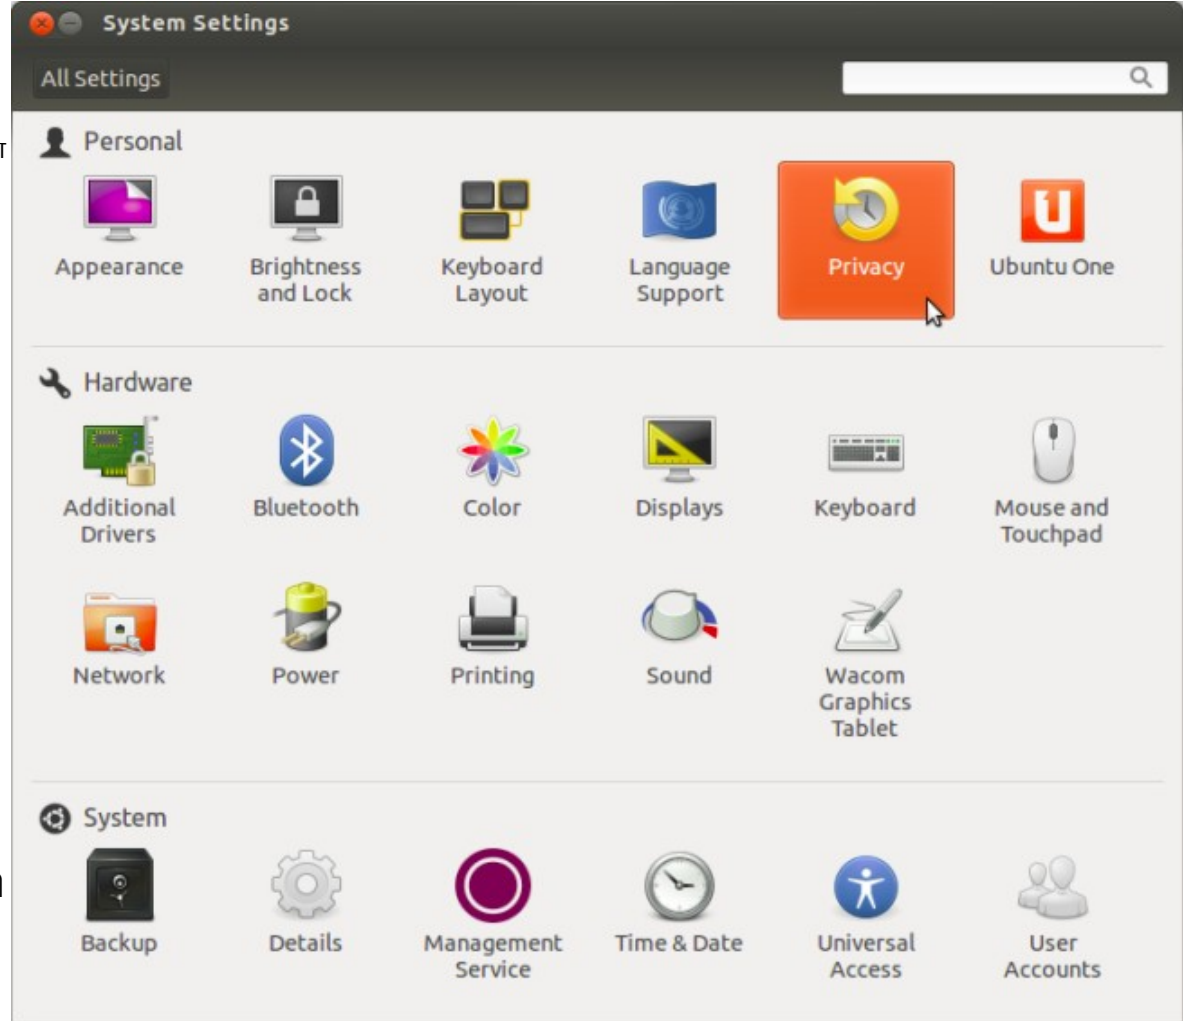 System Settings
All Settings
Personal
т
Appearance
Brightness
and Lock
Keyboard
Layout
Language
Support
Privacy
Ubuntu One
Hardware
Additional
Drivers
Bluetooth
Color
Displays
Keyboard
Mouse and
Touchpad
Network
Power
Printing
Sound
Wacom
Graphics
Tablet
System
Backup
Details
Management
Service
Time & Date
Universal
Access
User
Accounts